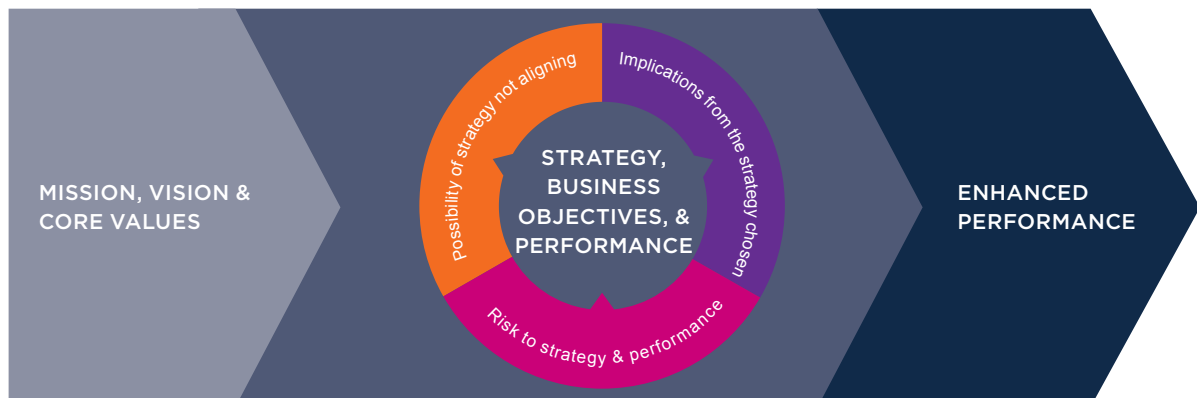 MISSION, VISION &
CORE VALUES
Possibility of strategy not aligning
Implications from the strategy chosen
STRATEGY,
BUSINESS
OBJECTIVES, &
PERFORMANCE
Risk to strategy & performance
ENHANCED
PERFORMANCE